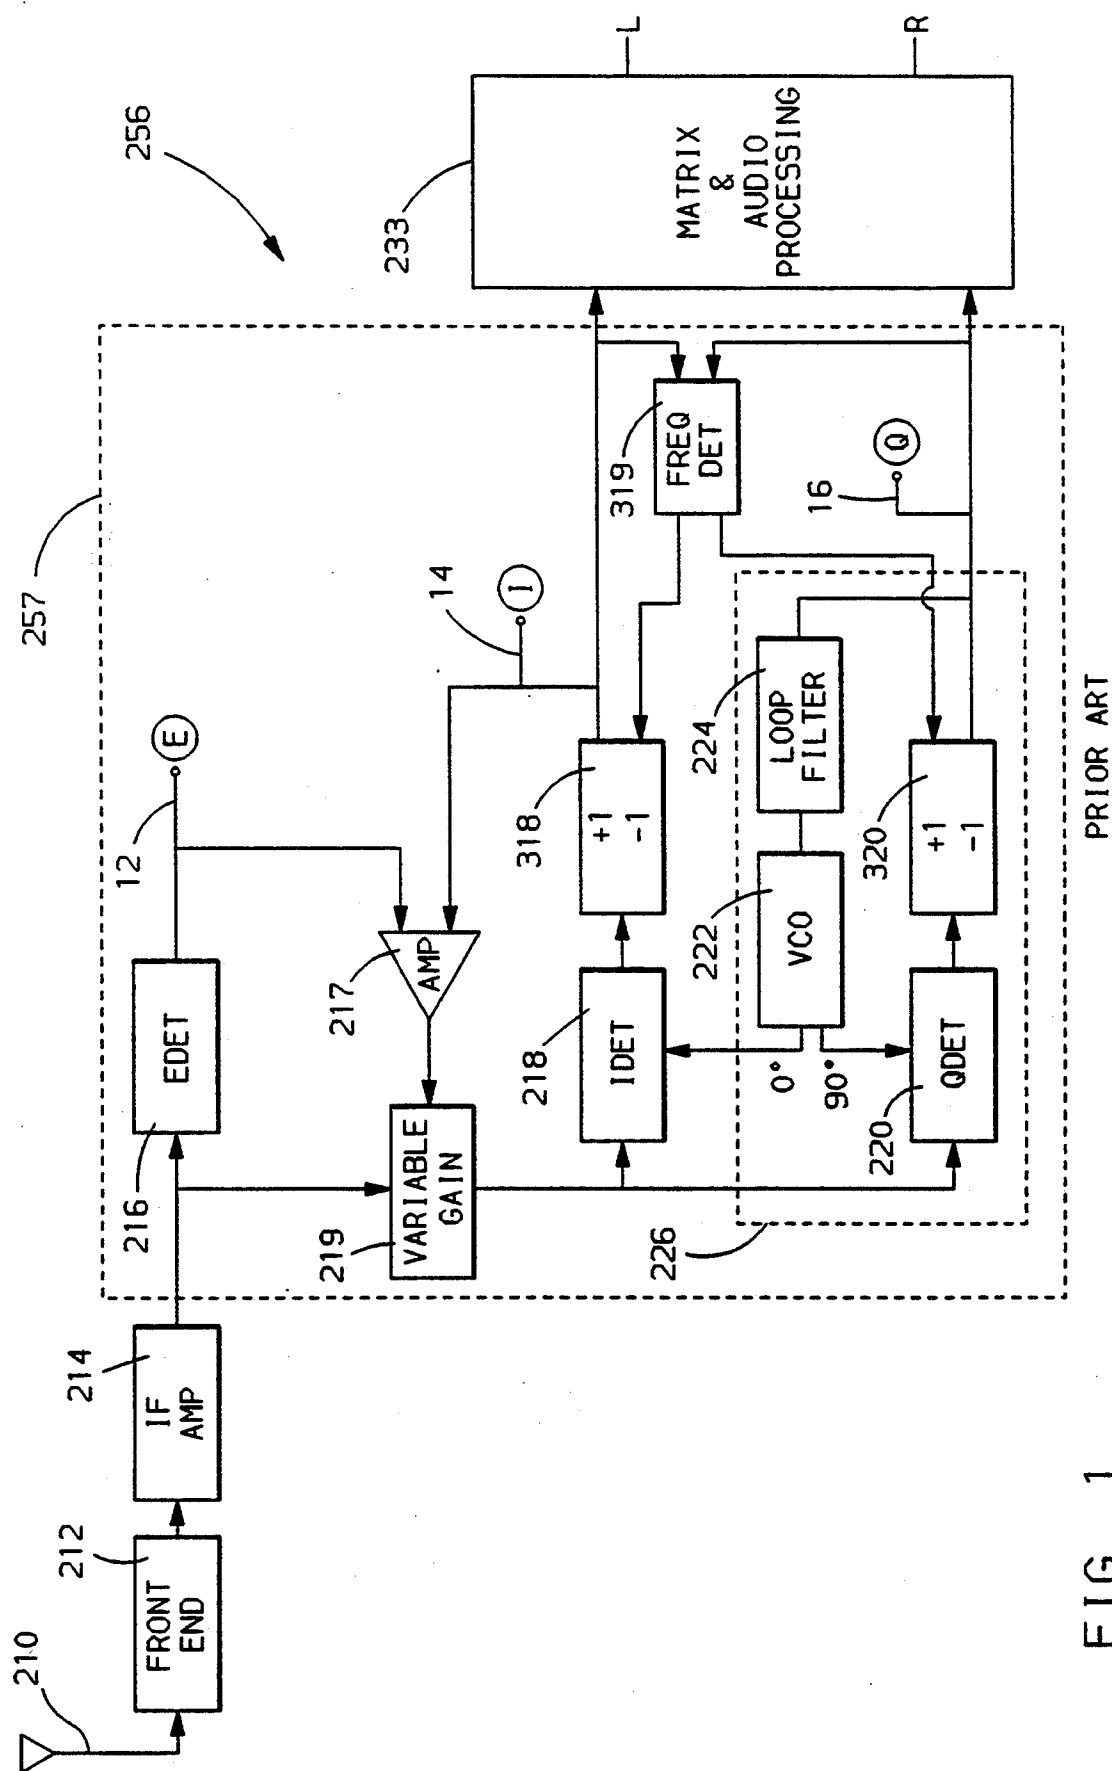 256
257
233
MATRIX
&
AUDIO
PROCESSING
L
R
210
212
FRONT
END
214
IF
AMP
216
EDET
12
E
219
VARIABLE
GAIN
217
AMP
14
I
218
IDET
318
+1
-1
319
FREQ
DET
16
Q
226
0°
90°
222
VCO
224
LOOP
FILTER
220
QDET
320
+1
-1
PRIOR ART
FIG 1